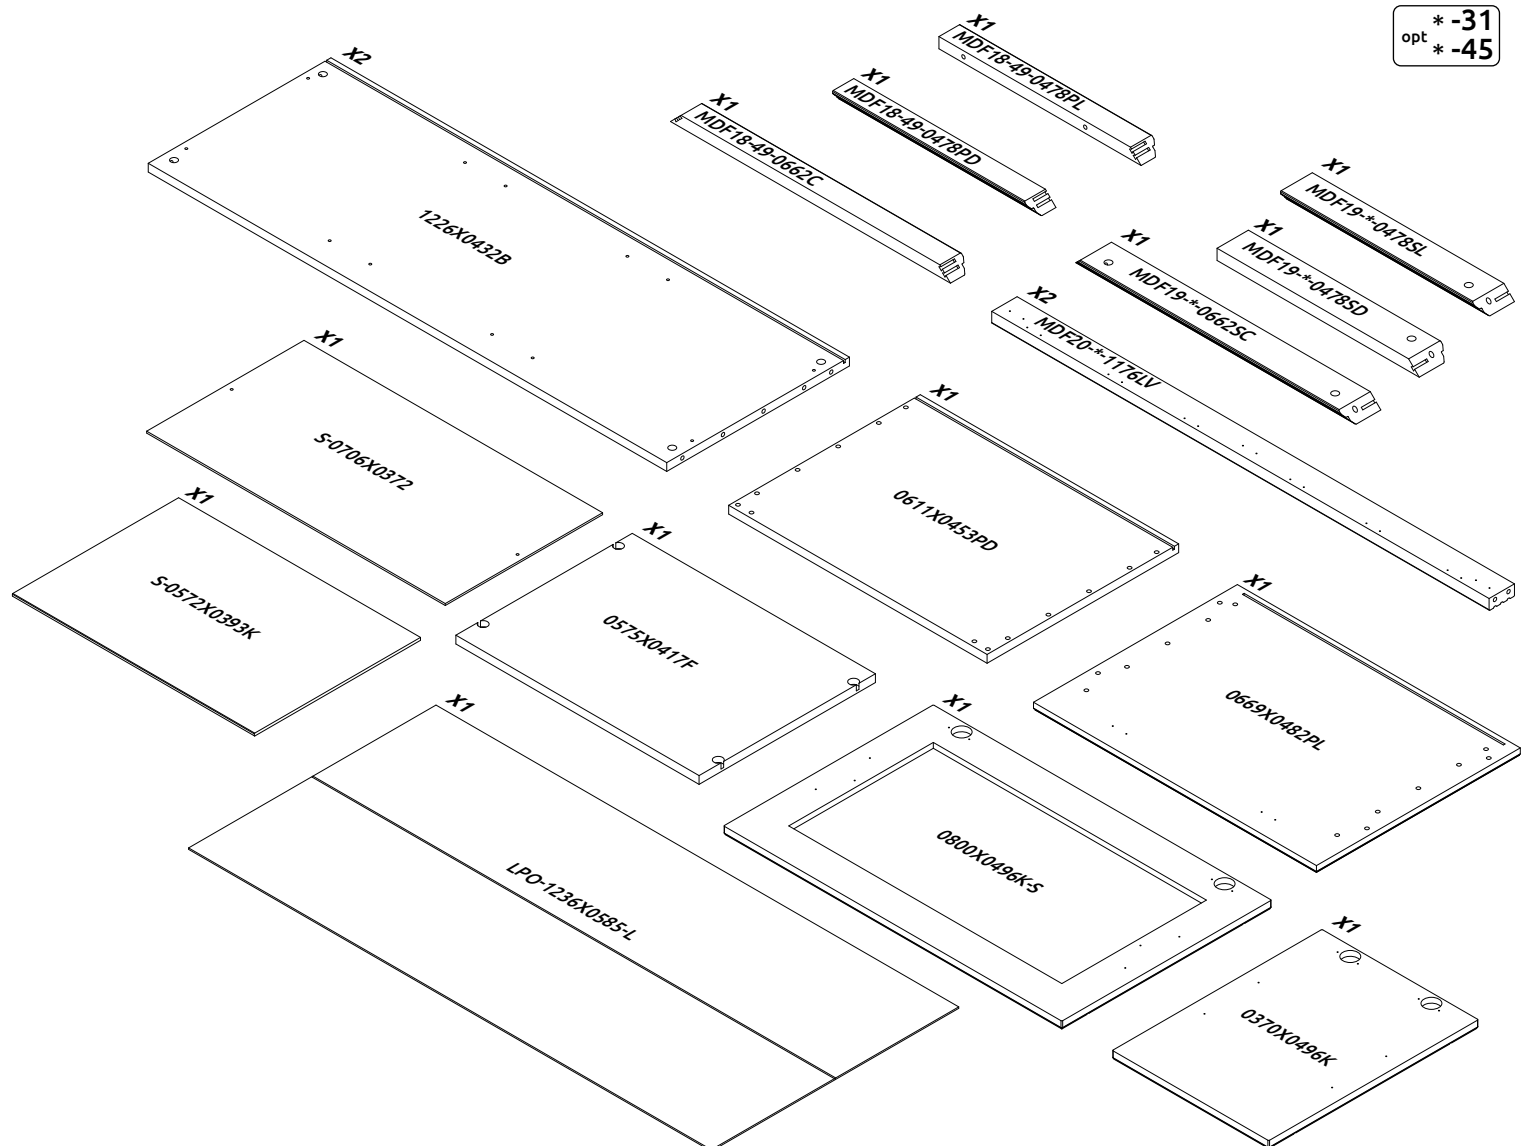 opt * -31
* -45
X1
MDF18-49-0478PL
X2
1226X0432B
X1
MDF18-49-0478PD
X1
MDF18-49-0662C
X1
MDF19-*-0478SL
X1
MDF19-*-0478SD
X1
MDF19-*-0662SC
X2
MDF20-*-1176LV
X1
S-0706X0372
X1
0611X0453PD
X1
S-0572X0393K
X1
0575X0417F
X1
0669X0482PL
X1
LPO-1236X0585-L
X1
0800X0496K-S
X1
0370X0496K